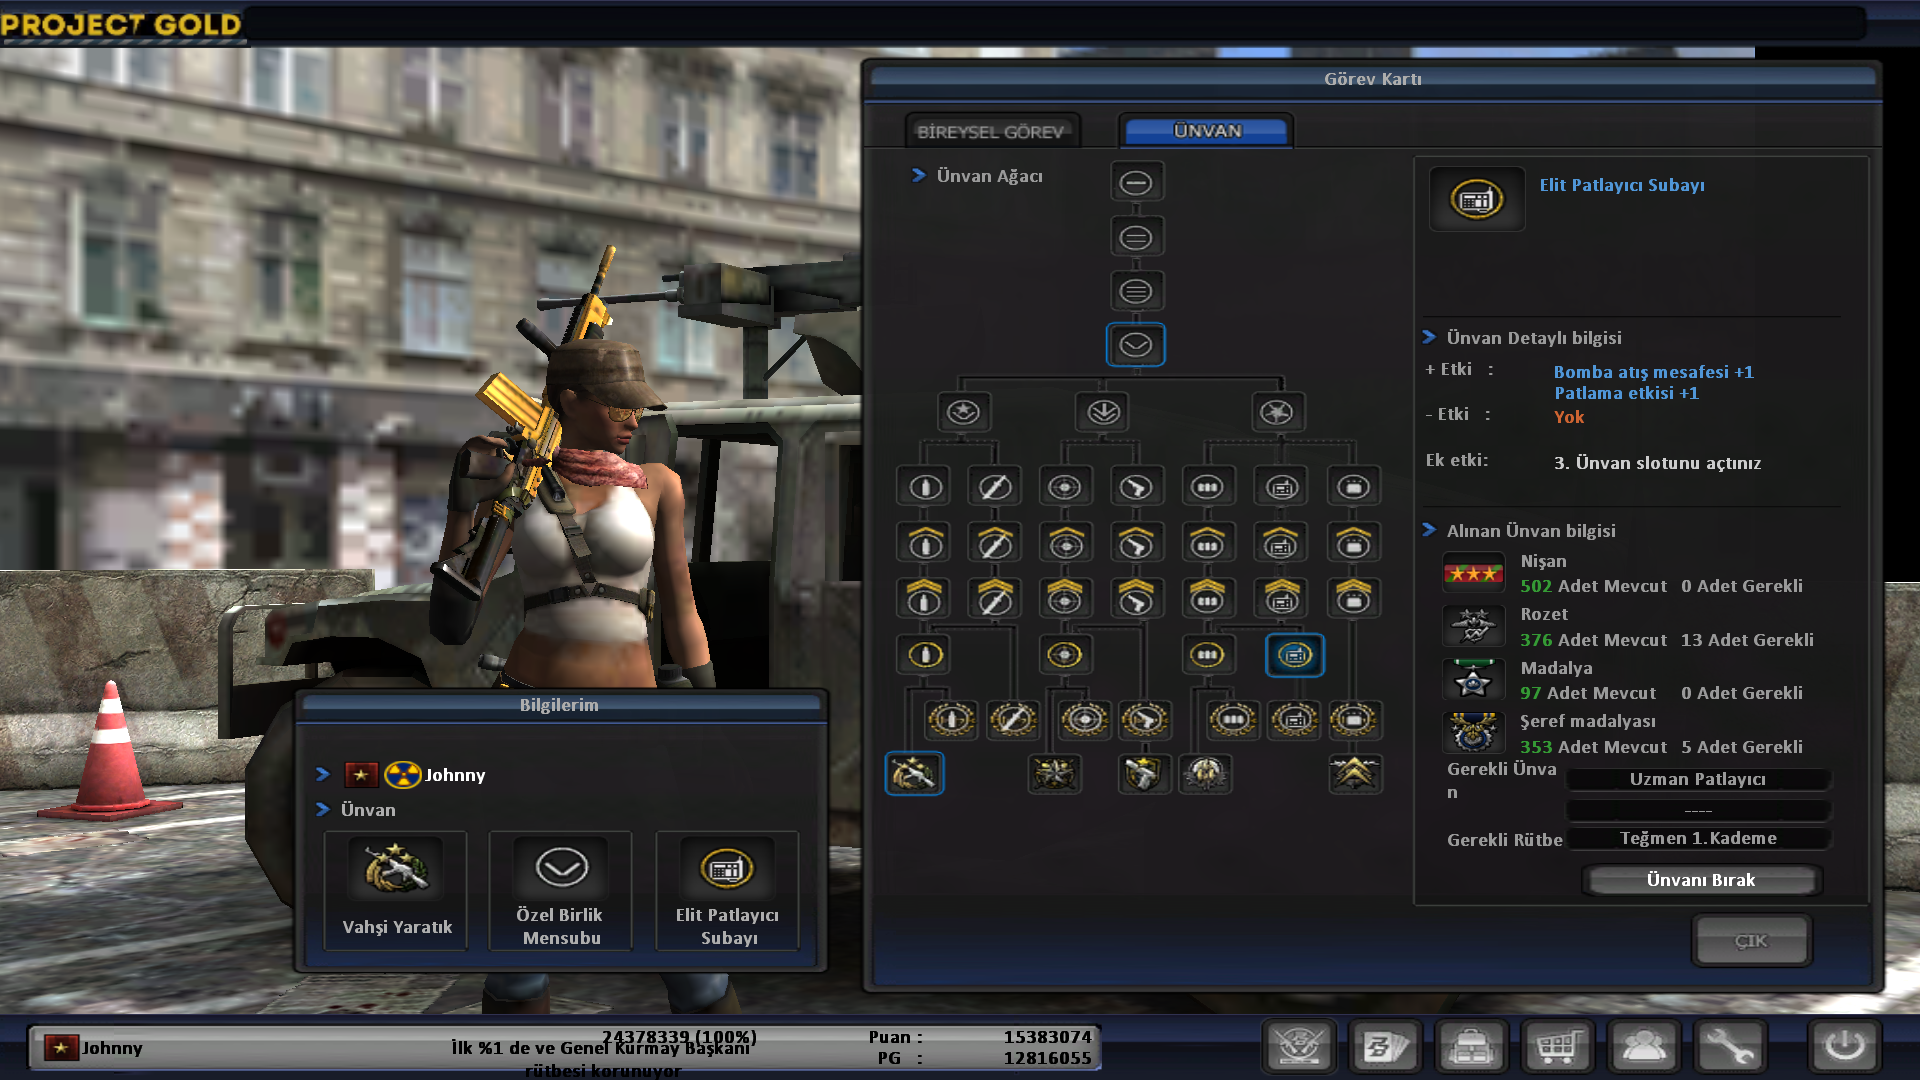 PROJECT GOLD
Görev Kartı
BİREYSEL GÖREV
ÜNVAN
Ünvan Ağacı
Elit Patlayıcı Subayı
Ünvan Detaylı bilgisi
+ Etki :
Bomba atış mesafesi +1
Patlama etkisi +1
- Etki :
Yok
Ek etki:
3. Ünvan slotunu açtınız
Alınan Ünvan bilgisi
Nişan
502 Adet Mevcut 0 Adet Gerekli
Rozet
376 Adet Mevcut 13 Adet Gerekli
Madalya
97 Adet Mevcut 0 Adet Gerekli
Şeref madalyası
353 Adet Mevcut 5 Adet Gerekli
Gerekli Ünva
n
Uzman Patlayıcı
----
Gerekli Rütbe
Teğmen 1.Kademe
Ünvanı Bırak
ÇIK
Bilgilerim
Johnny
Ünvan
Vahşi Yaratık
Özel Birlik
Mensubu
Elit Patlayıcı
Subayı
Johnny
24378339 (100%)
İlk %1 de ve Genel Kurmay Başkanı
rütbesi korunuyor
Puan : 15383074
PG : 12816055